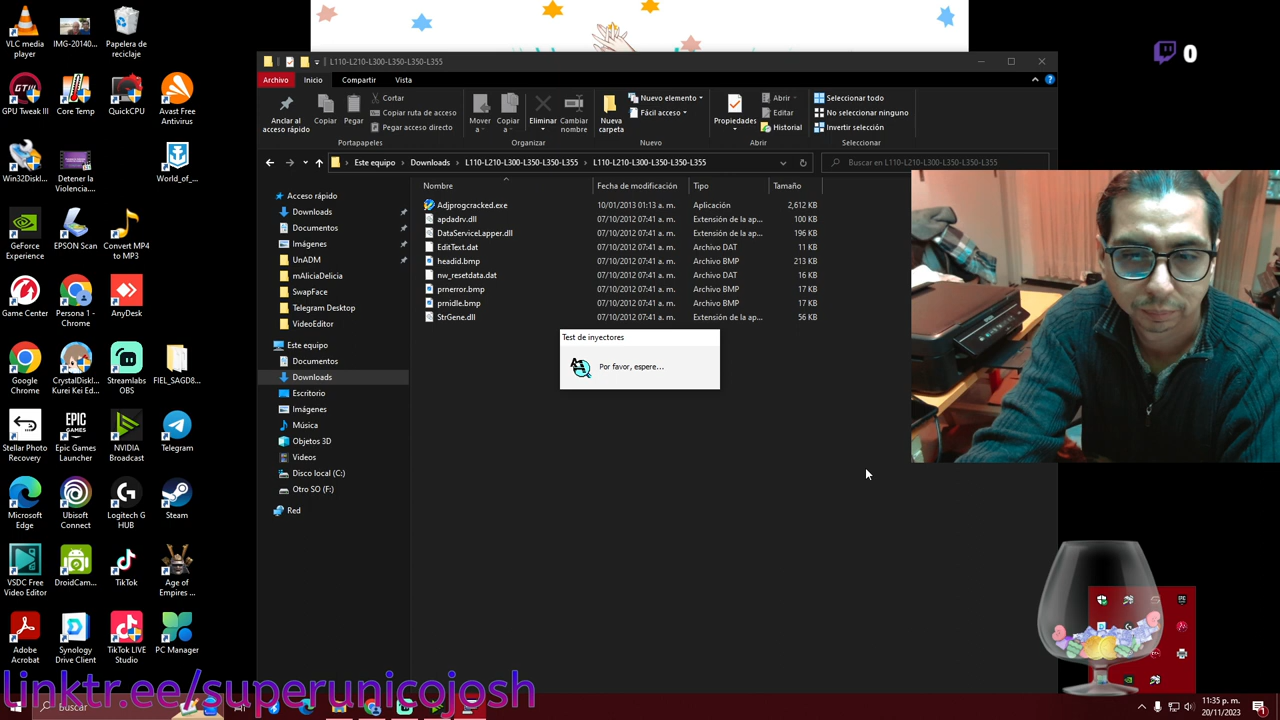 VLC media player
IMG-20140...
Papelera de reciclaje
GPU Tweak III
Core Temp
QuickCPU
Avast Free Antivirus
Win32Diskl...
Detener la Violencia....
World_of_...
GeForce Experience
EPSON Scan
Convert MP4 to MP3
Game Center
Persona 1 - Chrome
AnyDesk
Google Chrome
CrystalDiskl... Kurei Kei Ed...
Streamlabs OBS
FIEL_SAGD8...
Stellar Photo Recovery
Epic Games Launcher
NVIDIA Broadcast
Telegram
Microsoft Edge
Ubisoft Connect
Logitech G HUB
Steam
VSDC Free Video Editor
DroidCam...
TikTok
Age of Empires ...
Adobe Acrobat
Synology Drive Client
TikTok LIVE Studio
PC Manager
L110-L210-L300-L350-L350-L355
Archivo Inicio Compartir Vista
Anclar al acceso rápido
Copiar
Pegar
Cortar
Copiar ruta de acceso
Pegar acceso directo
Portapapeles
Mover a
Copiar a
Eliminar
Cambiar nombre
Organizar
Nueva carpeta
Nuevo elemento
Fácil acceso
Nuevo
Propiedades
Abrir
Editar
Historial
Abrir
Seleccionar todo
No seleccionar ninguno
Invertir selección
Seleccionar
Este equipo > Downloads > L110-L210-L300-L350-L350-L355 > L110-L210-L300-L350-L350-L355
Buscar en L110-L210-L300-L350-L350-L355
Acceso rápido
Downloads
Documentos
Imágenes
UnADM
mAliciaDelicia
SwapFace
Telegram Desktop
VideoEditor
Este equipo
Documentos
Downloads
Escritorio
Imágenes
Música
Objetos 3D
Videos
Disco local (C:)
Otro SO (F:)
Red
Nombre Fecha de modificación Tipo Tamaño
Adjprogcracked.exe 10/01/2013 01:13 a. m. Aplicación 2,612 KB
apdadrv.dll 07/10/2012 07:41 a. m. Extensión de la ap... 100 KB
DataServiceLapper.dll 07/10/2012 07:41 a. m. Extensión de la ap... 196 KB
EditText.dat 07/10/2012 07:41 a. m. Archivo DAT 11 KB
headid.bmp 07/10/2012 07:41 a. m. Archivo BMP 213 KB
nw_resetdata.dat 07/10/2012 07:41 a. m. Archivo DAT 16 KB
prnerror.bmp 07/10/2012 07:41 a. m. Archivo BMP 17 KB
prnidle.bmp 07/10/2012 07:41 a. m. Archivo BMP 17 KB
StrGene.dll 07/10/2012 07:41 a. m. Extensión de la ap... 56 KB
Test de inyectores
Por favor, espere...
0
linktr.ee/superunicojosh
buscar
11:35 p. m.
20/11/2023